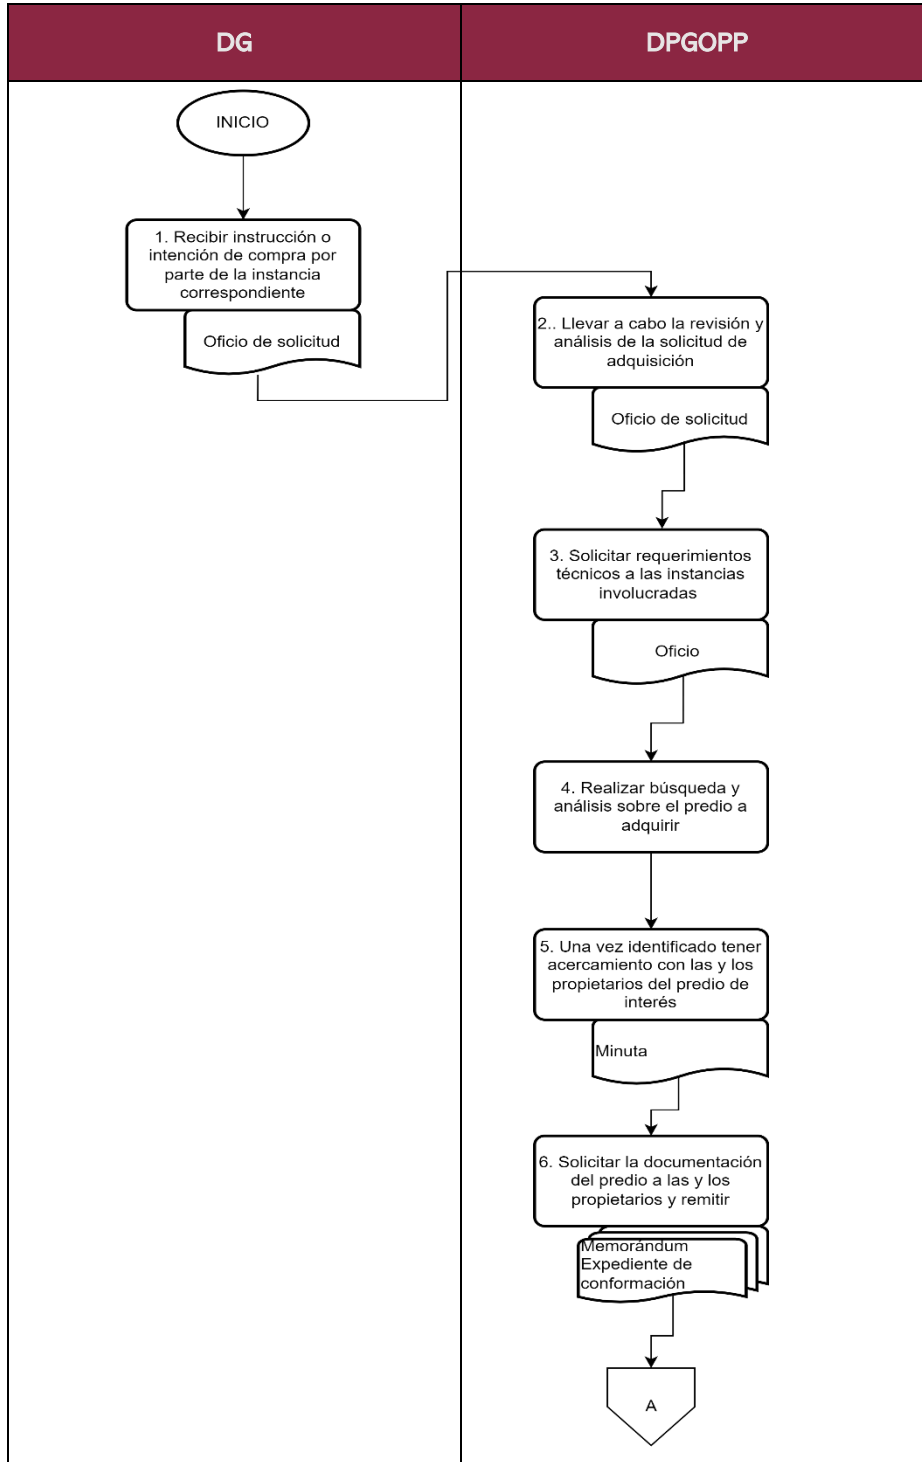 DG
DPGOPP
INICIO
1. Recibir instrucción o
intención de compra por
parte de la instancia
correspondiente
Oficio de solicitud
2.. Llevar a cabo la revisión y
análisis de la solicitud de
adquisición
Oficio de solicitud
3. Solicitar requerimientos
técnicos a las instancias
involucradas
Oficio
4. Realizar búsqueda y
análisis sobre el predio a
adquirir
5. Una vez identificado tener
acercamiento con las y los
propietarios del predio de
interés
Minuta
6. Solicitar la documentación
del predio a las y los
propietarios y remitir
Memorándum
Expediente de
conformación
A